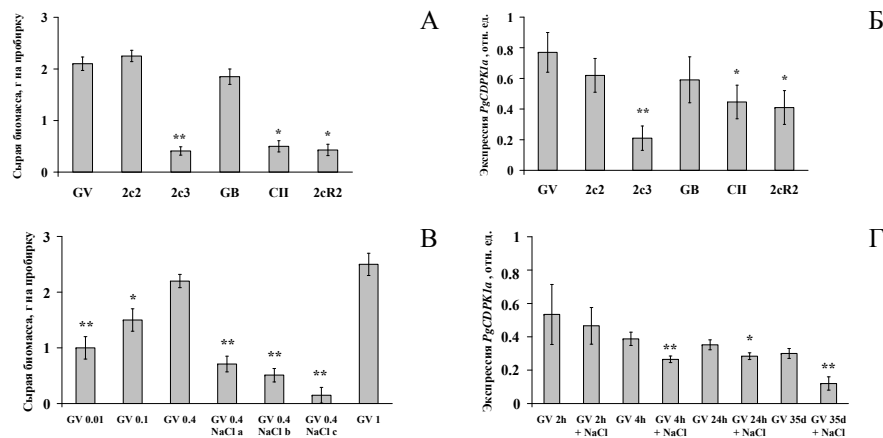 А
Сырая биомасса, г на пробирку
3
2
1
0
**
*
*
GV 2c2 2c3 GB CII 2cR2
Б
Экспрессия PgCDPK1a, отн. ед.
1
0.8
0.6
0.4
0.2
0
**
*
*
GV 2c2 2c3 GB CII 2cR2
В
Сырая биомасса, г на пробирку
3
2
1
0
**
*
**
**
**
GV 0.01 GV 0.1 GV 0.4 GV 0.4 GV 0.4 GV 0.4 GV 1
NaCl a NaCl b NaCl c
Г
Экспрессия PgCDPK1a, отн. ед.
1
0.8
0.6
0.4
0.2
0
**
*
**
GV 2h GV 2h GV 4h GV 4h GV 24h GV 24h GV 35d GV 35d
+ NaCl + NaCl + NaCl + NaCl